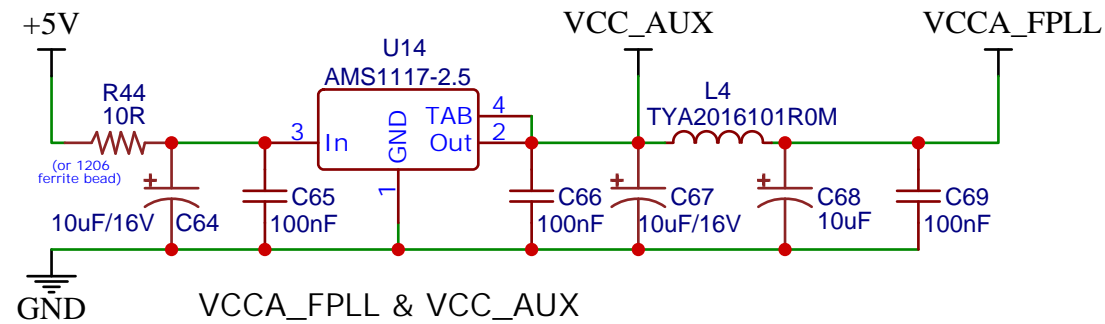 +5V
VCC_AUX
VCCA_FPLL
U14
AMS1117-2.5
R44
10R
L4
TYA2016101R0M
TAB
4
3
In
GND
Out
2
(or 1206
ferrite bead)
1
+
10uF/16V
C64
C65
100nF
C66
100nF
+
C67
10uF/16V
+
C68
10uF
C69
100nF
GND
VCCA_FPLL & VCC_AUX